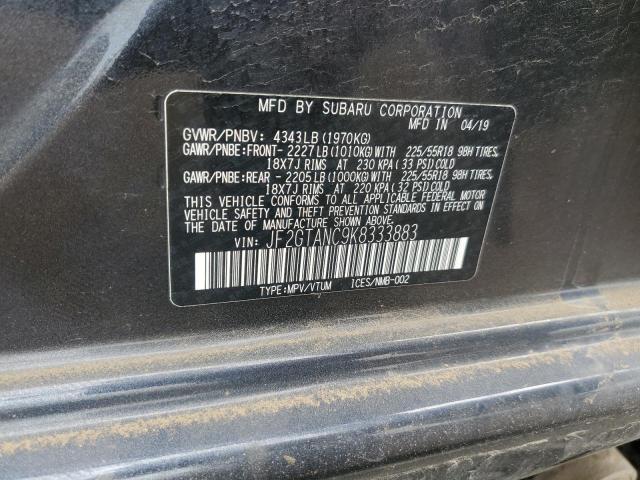 MFD BY SUBARU CORPORATION
MFD IN 04/19
GVWR/PNBV: 4343LB(1970KG)
GAWR/PNBE:FRONT- 2227LB(1010KG)WITH 225/55R18 98H TIRES,
18X7J RIMS AT 230 KPA(33 PSI)COLD
GAWR/PNBE:REAR - 2205LB(1000KG)WITH 225/55R18 98H TIRES,
18X7J RIMS AT 220 KPA(32 PSI)COLD
THIS VEHICLE CONFORMS TO ALL APPLICABLE FEDERAL MOTOR
VEHICLE SAFETY AND BUMPER STANDARDS IN EFFECT ON
THE DATE OF MANUFACTURE SHOWN ABOVE.
VIN: JF2GTANC9K8333883
TYPE:MPV/VTUM ICES/NMB-002